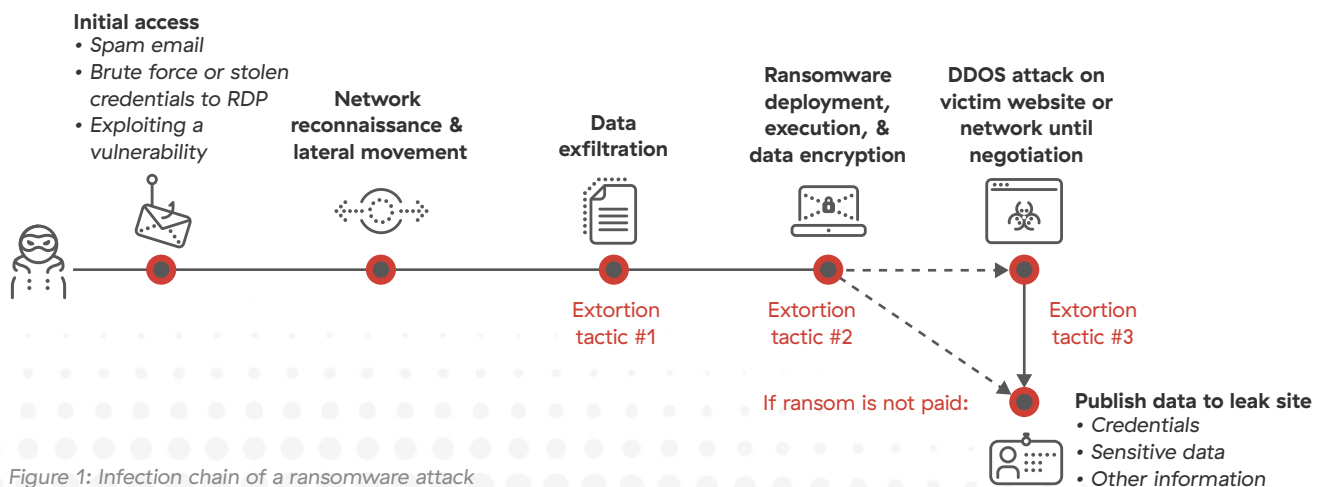 Initial access
• Spam email
• Brute force or stolen
credentials to RDP
• Exploiting a
vulnerability
Network
reconnaissance &
lateral movement
Data
exfiltration
Ransomware
deployment,
execution, &
data encryption
DDOS attack on
victim website or
network until
negotiation
Extortion
tactic #1
Extortion
tactic #2
Extortion
tactic #3
If ransom is not paid:
Publish data to leak site
• Credentials
• Sensitive data
• Other information
Figure 1: Infection chain of a ransomware attack